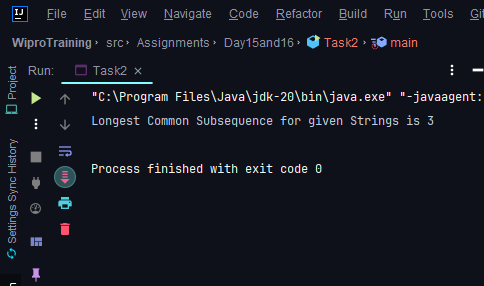 IJ File Edit View Navigate Code Refactor Build Run Tools Git
WiproTraining › src › Assignments › Day15and16 › Task2 › main
Run: Task2 ×
"C:\Program Files\Java\jdk-20\bin\java.exe" "-javaagent:
Longest Common Subsequence for given Strings is 3
Process finished with exit code 0
Project
Settings Sync History